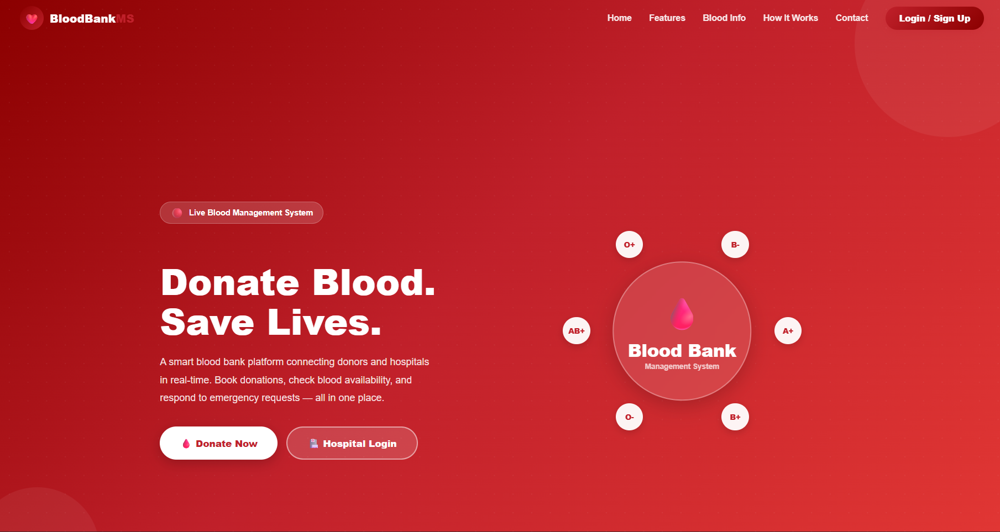 BloodBankMS
Home
Features
Blood Info
How It Works
Contact
Login / Sign Up
Live Blood Management System
Donate Blood.
Save Lives.
A smart blood bank platform connecting donors and hospitals
in real-time. Book donations, check blood availability, and
respond to emergency requests — all in one place.
Donate Now
Hospital Login
O+
B-
AB+
A+
Blood Bank
Management System
O-
B+